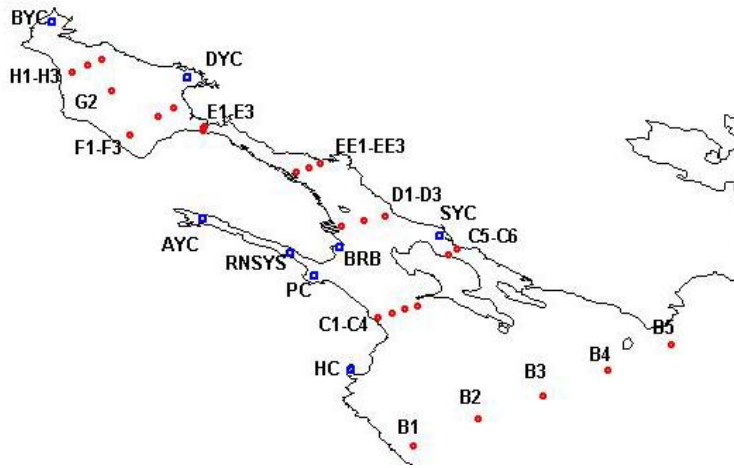 BYC
DYC
H1-H3
G2
E1-E3
F1-F3
EE1-EE3
D1-D3
SYC
AYC
C5-C6
RNSYS
BRB
PC
C1-C4
B5
HC
B4
B3
B2
B1